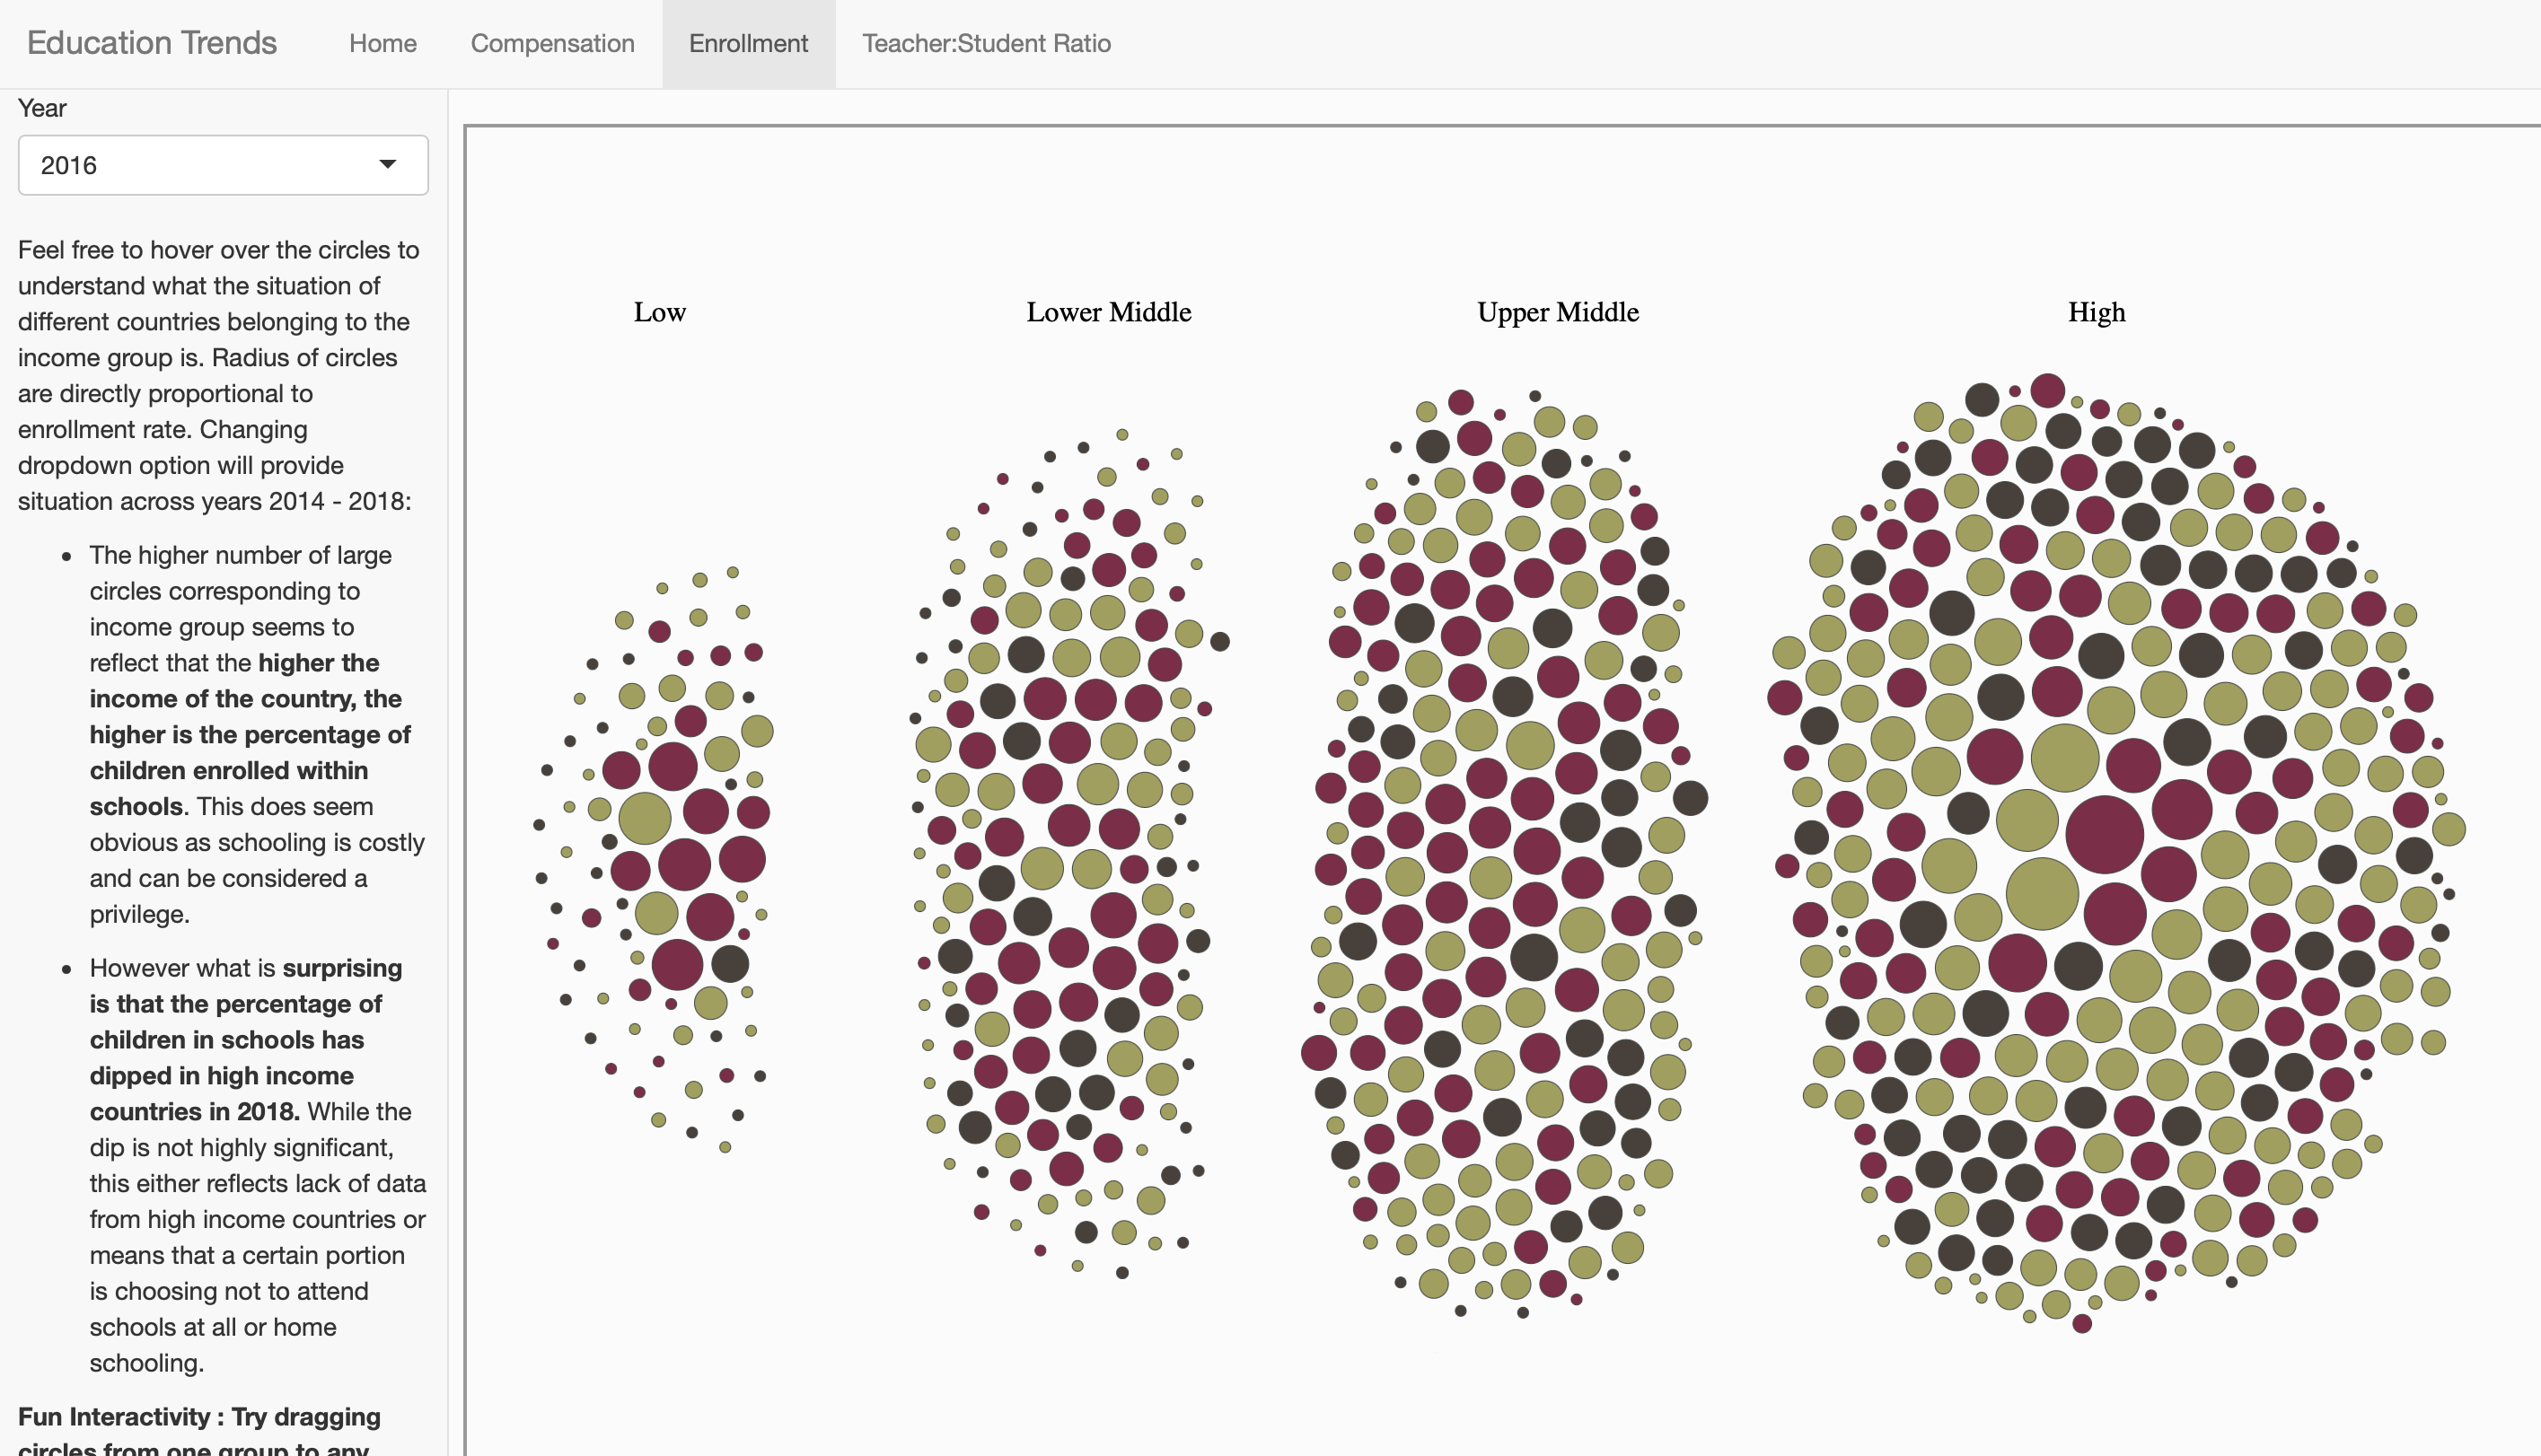 Education Trends Home Compensation Enrollment Teacher:Student Ratio
Year
2016
Feel free to hover over the circles to
understand what the situation of
different countries belonging to the
income group is. Radius of circles
are directly proportional to
enrollment rate. Changing
dropdown option will provide
situation across years 2014 - 2018:
The higher number of large
circles corresponding to
income group seems to
reflect that the higher the
income of the country, the
higher is the percentage of
children enrolled within
schools. This does seem
obvious as schooling is costly
and can be considered a
privilege.
However what is surprising
is that the percentage of
children in schools has
dipped in high income
countries in 2018. While the
dip is not highly significant,
this either reflects lack of data
from high income countries or
means that a certain portion
is choosing not to attend
schools at all or home
schooling.
Fun Interactivity : Try dragging
circles from one group to any
Low Lower Middle Upper Middle High